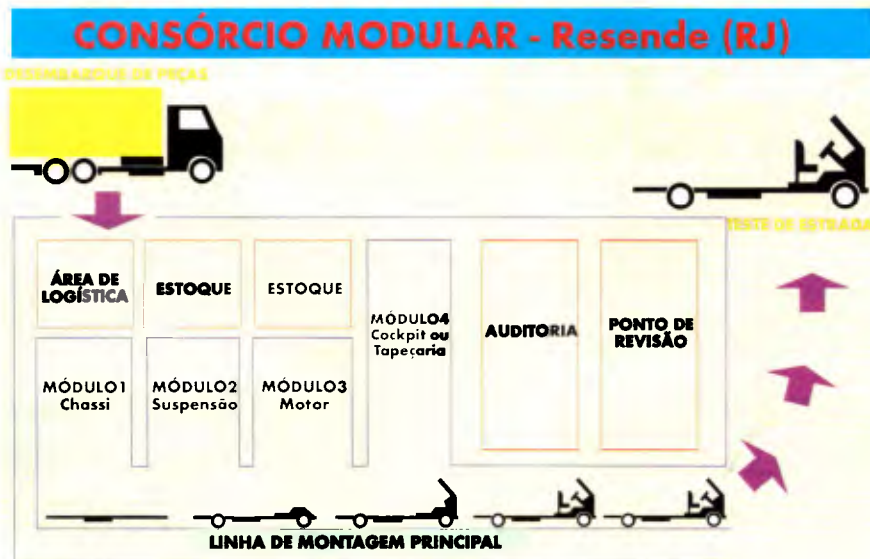 CONSÓRCIO MODULAR - Resende (RJ)
DESEMBARQUE DE PEÇAS
TESTE DE ESTRADA
ÁREA DE
LOGÍSTICA
ESTOQUE
ESTOQUE
MÓDULO4
Cockpit ou
Tapeçaria
AUDITORIA
PONTO DE
REVISÃO
MÓDULO1
Chassi
MÓDULO2
Suspensão
MÓDULO3
Motor
LINHA DE MONTAGEM PRINCIPAL